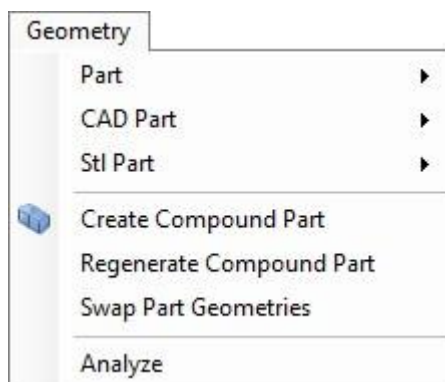 Geometry
Part
CAD Part
Stl Part
Create Compound Part
Regenerate Compound Part
Swap Part Geometries
Analyze